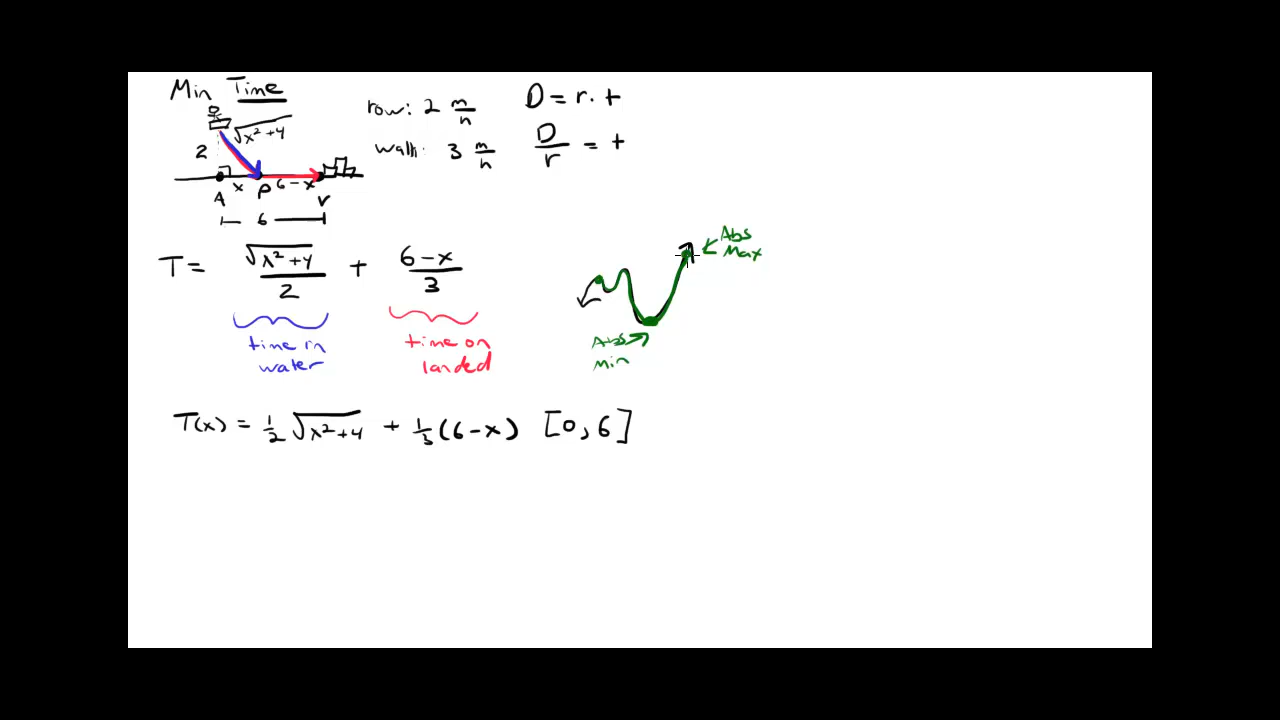 Min Time
row: 2 m/h
D = r. t
walk: 3 m/h
D/r = t
√x²+4
2
x
P
6-x
A
V
6
T = √x²+4 / 2 + 6-x / 3
time in
water
time on
landed
Abs
Max
Abs
Min
T(x) = 1/2 √x²+4 + 1/3 (6-x) [0,6]